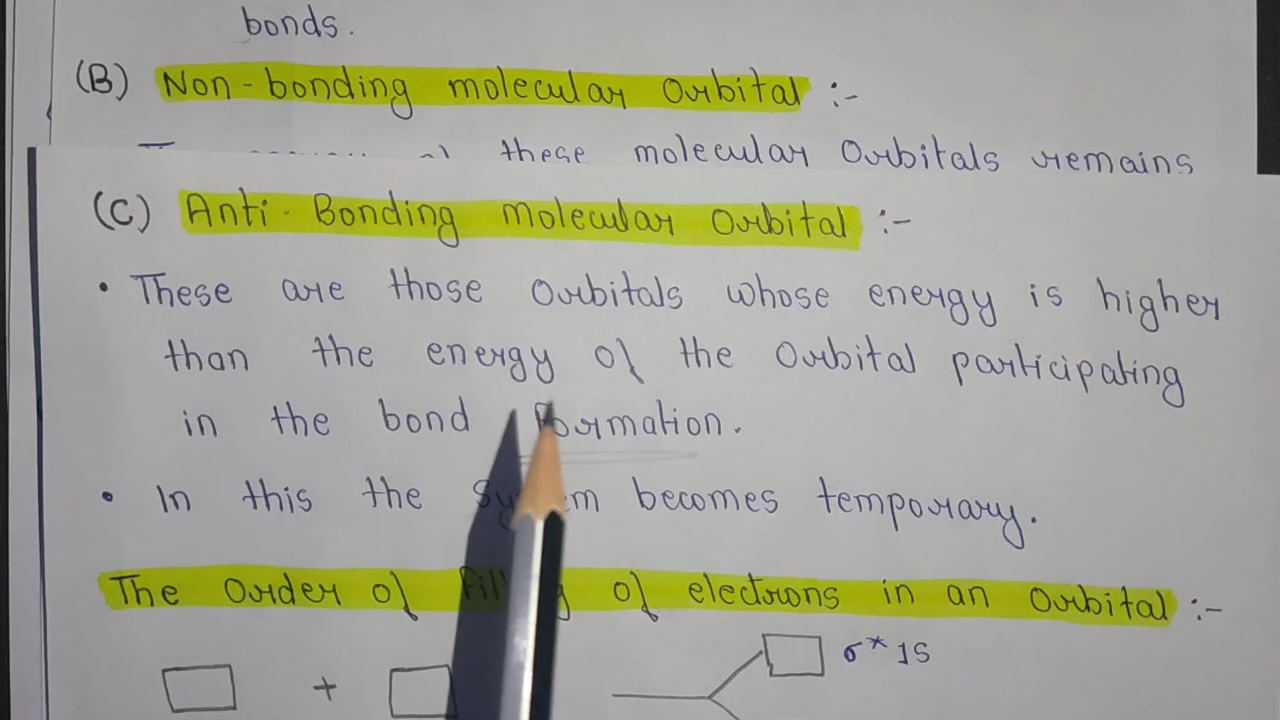 bonds.
(B) Non-bonding molecular Orbital :-
these molecular Orbitals remains
(C) Anti-Bonding molecular Orbital :-
• These are those Orbitals whose energy is higher
than the energy of the Orbital participating
in the bond formation.
• In this the system becomes temporary.
The Order of filling of electrons in an Orbital :-
+
σ* 1S